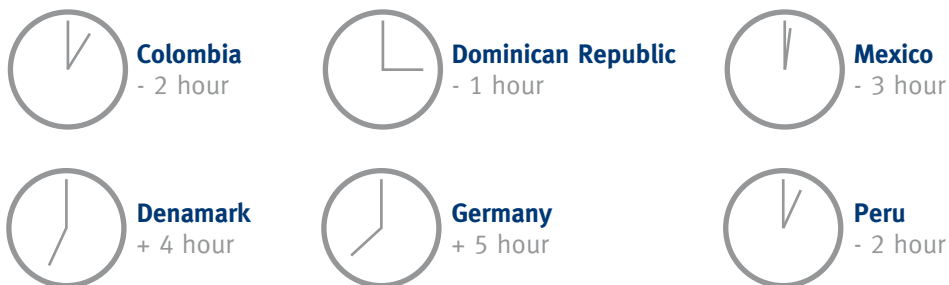 Colombia
- 2 hour
Dominican Republic
- 1 hour
Mexico
- 3 hour
Denamark
+ 4 hour
Germany
+ 5 hour
Peru
- 2 hour